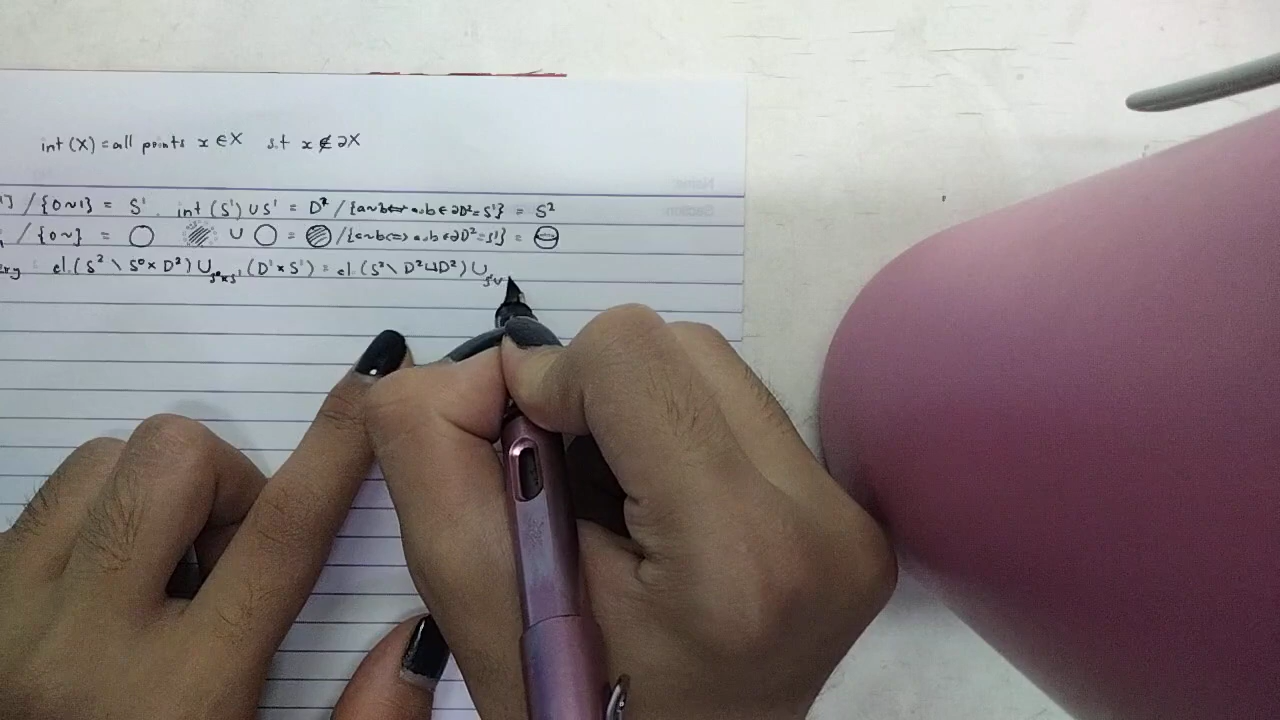 int (X) = all points x ∈ X s.t x ∉ ∂X
1] / {0~1} = S¹. int (S¹) ∪ S¹ = D² / {a~b⟺ a,b ∈ ∂D² = S¹} = S²
/ {0~} = ◯ ∪ ◯ = / {a~b⟺ a,b ∈ ∂D² = S¹} =
ery : cl. (S² \ S⁰ × D²) ∪_{S⁰×S¹} (D¹ × S¹) = cl. (S² \ D² ⊔ D²) ∪